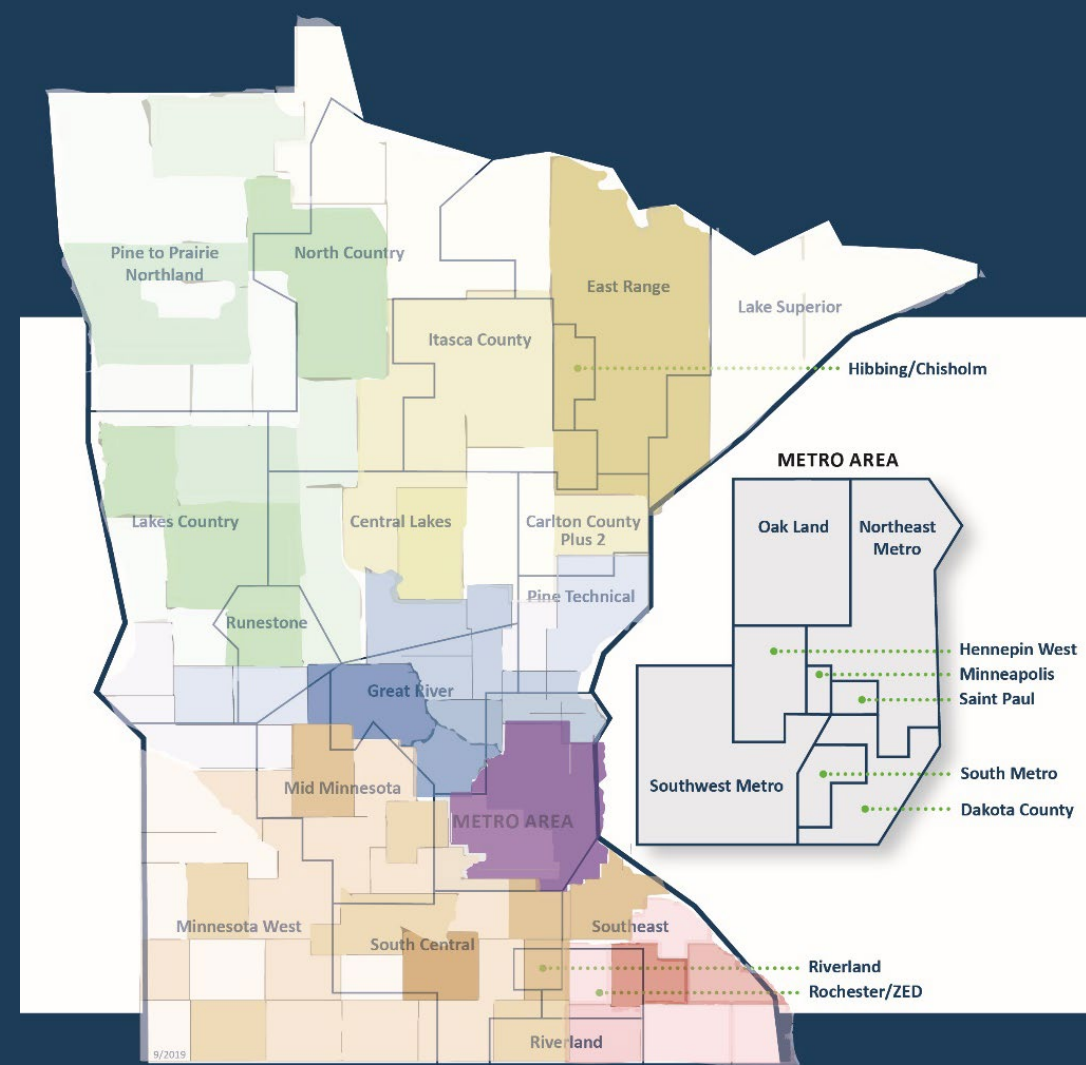 Pine to Prairie
Northland
North Country
East Range
Lake Superior
Itasca County
Hibbing/Chisholm
METRO AREA
Lakes Country
Central Lakes
Carlton County
Plus 2
Oak Land
Northeast
Metro
Pine Technical
Runestone
Hennepin West
Minneapolis
Saint Paul
Great River
South Metro
Southwest Metro
Mid Minnesota
Dakota County
METRO AREA
Minnesota West
Southeast
South Central
Riverland
Rochester/ZED
Riverland
9/2019